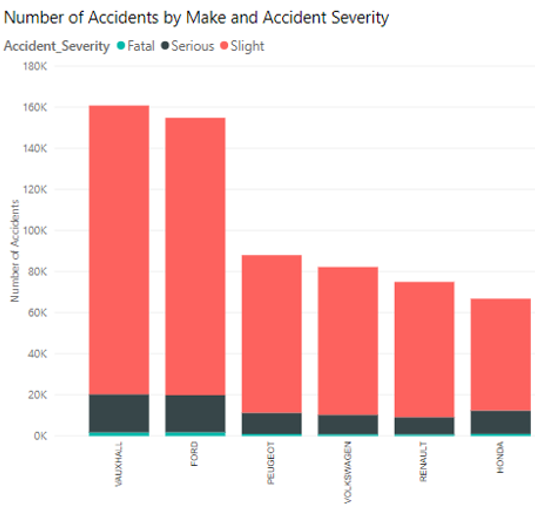 Number of Accidents by Make and Accident Severity
Accident_Severity Fatal Serious Slight
180K
160K
140K
120K
100K
80K
60K
40K
20K
0K
Number of Accidents
VAUXHALL
FORD
PEUGEOT
VOLKSWAGEN
RENAULT
HONDA